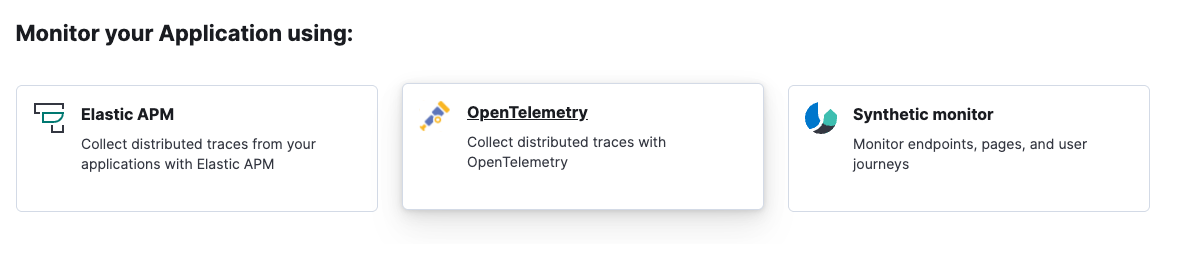 Monitor your Application using:
Elastic APM
Collect distributed traces from your
applications with Elastic APM
OpenTelemetry
Collect distributed traces with
OpenTelemetry
Synthetic monitor
Monitor endpoints, pages, and user
journeys